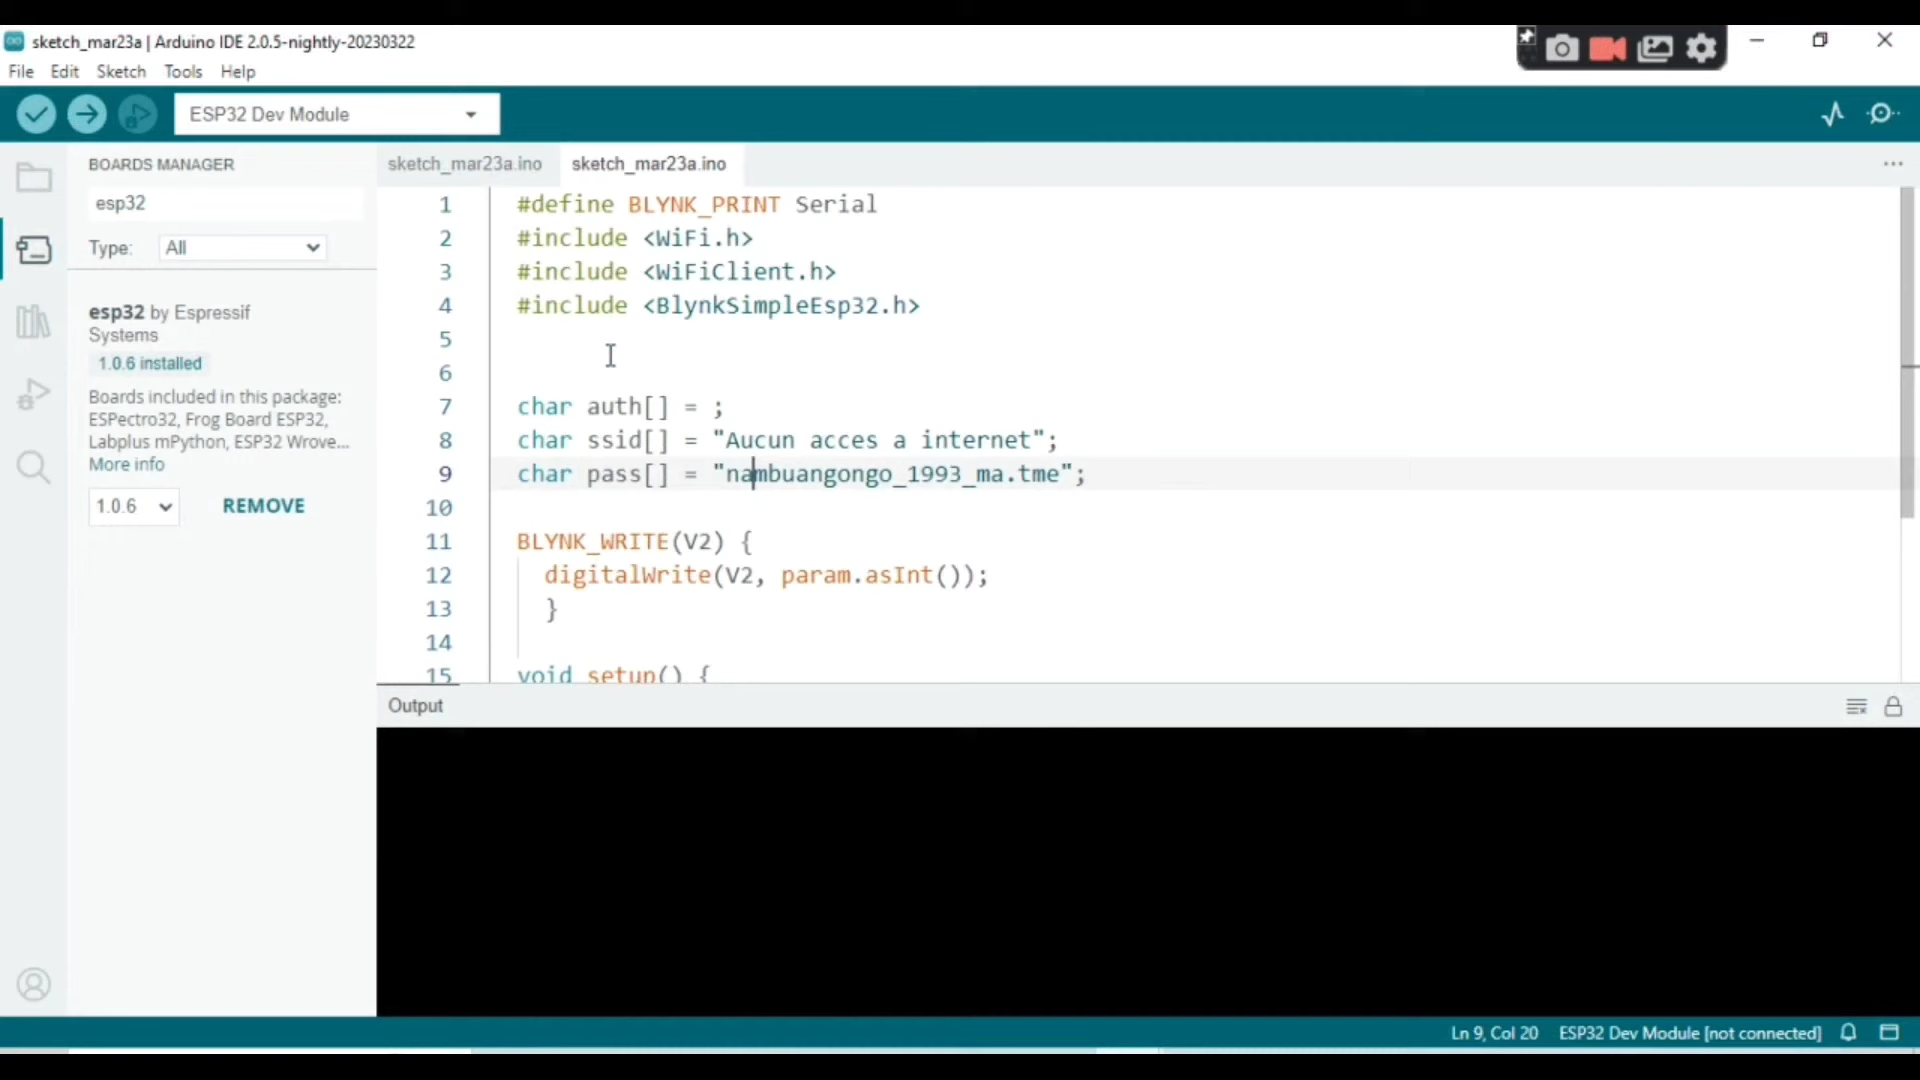 sketch_mar23a | Arduino IDE 2.0.5-nightly-20230322
File Edit Sketch Tools Help
ESP32 Dev Module
BOARDS MANAGER
esp32
Type: All
esp32 by Espressif
Systems
1.0.6 installed
Boards included in this package:
ESPectro32, Frog Board ESP32,
Labplus mPython, ESP32 Wrove...
More info
1.0.6 REMOVE
sketch_mar23a.ino sketch_mar23a.ino
1 #define BLYNK_PRINT Serial
2 #include <WiFi.h>
3 #include <WiFiClient.h>
4 #include <BlynkSimpleEsp32.h>
5
6
7 char auth[] = ;
8 char ssid[] = "Aucun acces a internet";
9 char pass[] = "nambuangongo_1993_ma.tme";
10
11 BLYNK_WRITE(V2) {
12 digitalWrite(V2, param.asInt());
13 }
14
15 void setup() {
Output
Ln 9, Col 20 ESP32 Dev Module [not connected]